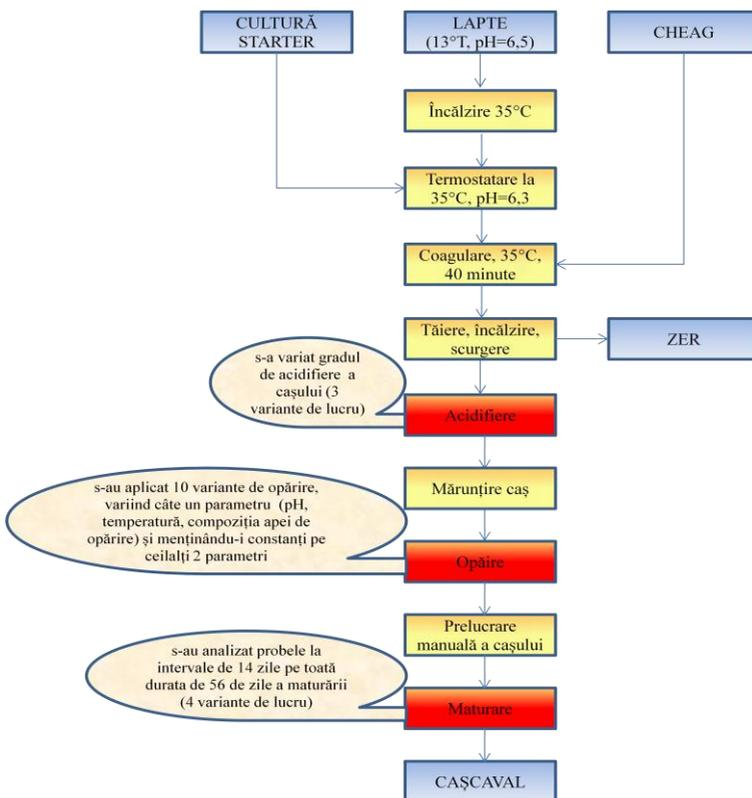 CULTURĂ
STARTER
LAPTE
(13°T, pH=6,5)
CHEAG
Încălzire 35°C
Termostatare la
35°C, pH=6,3
Coagulare, 35°C,
40 minute
Tăiere, încălzire,
scurgere
ZER
s-a variat gradul
de acidifiere a
cașului (3
variante de lucru)
Acidifiere
Mărunțire caș
s-au aplicat 10 variante de opărire,
variind câte un parametru (pH,
temperatură, compoziția apei de
opărire) și menținându-i constanți pe
ceilalți 2 parametri
Opăire
Prelucrare
manuală a cașului
s-au analizat probele la
intervale de 14 zile pe toată
durata de 56 de zile a maturării
(4 variante de lucru)
Maturare
CAȘCAVAL